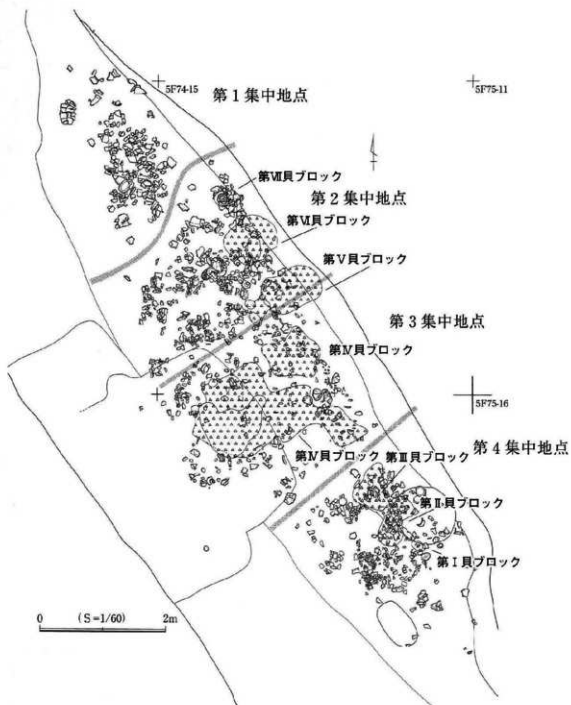 5F74-15
第1集中地点
5F75-11
第Ⅶ貝ブロック
第2集中地点
第Ⅵ貝ブロック
第Ⅴ貝ブロック
第3集中地点
第Ⅳ貝ブロック
5F75-16
第4集中地点
第Ⅳ貝ブロック
第Ⅲ貝ブロック
第Ⅱ貝ブロック
第Ⅰ貝ブロック
0 (S=1/60) 2m